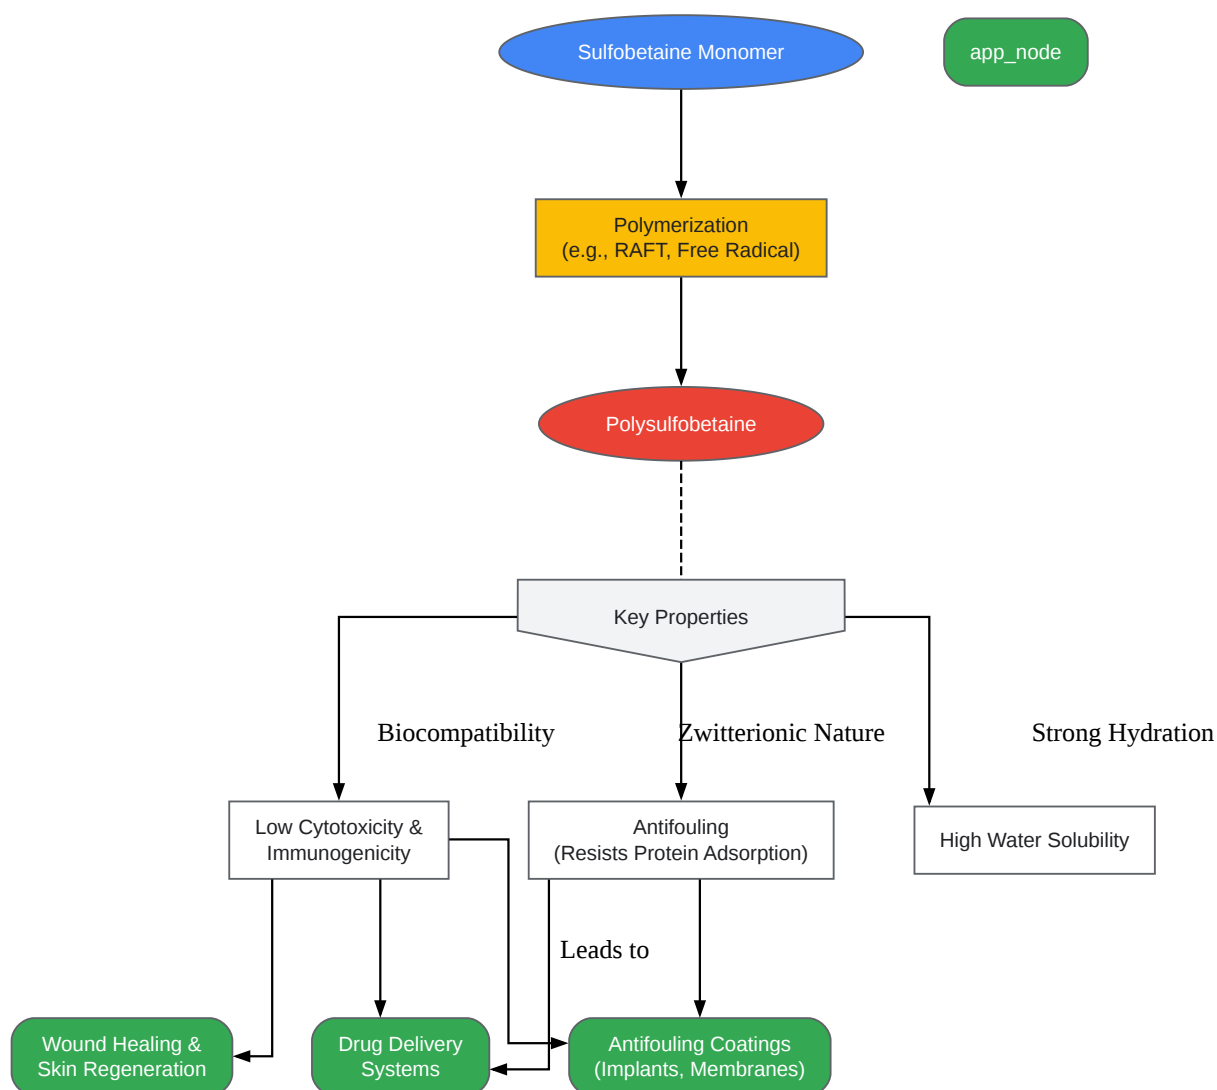 Sulfobetaine Monomer
app_node
Polymerization
(e.g., RAFT, Free Radical)
Polysulfobetaine
Key Properties
Biocompatibility
Zwitterionic Nature
Strong Hydration
Low Cytotoxicity &
Immunogenicity
Antifouling
(Resists Protein Adsorption)
High Water Solubility
Leads to
Wound Healing &
Skin Regeneration
Drug Delivery
Systems
Antifouling Coatings
(Implants, Membranes)